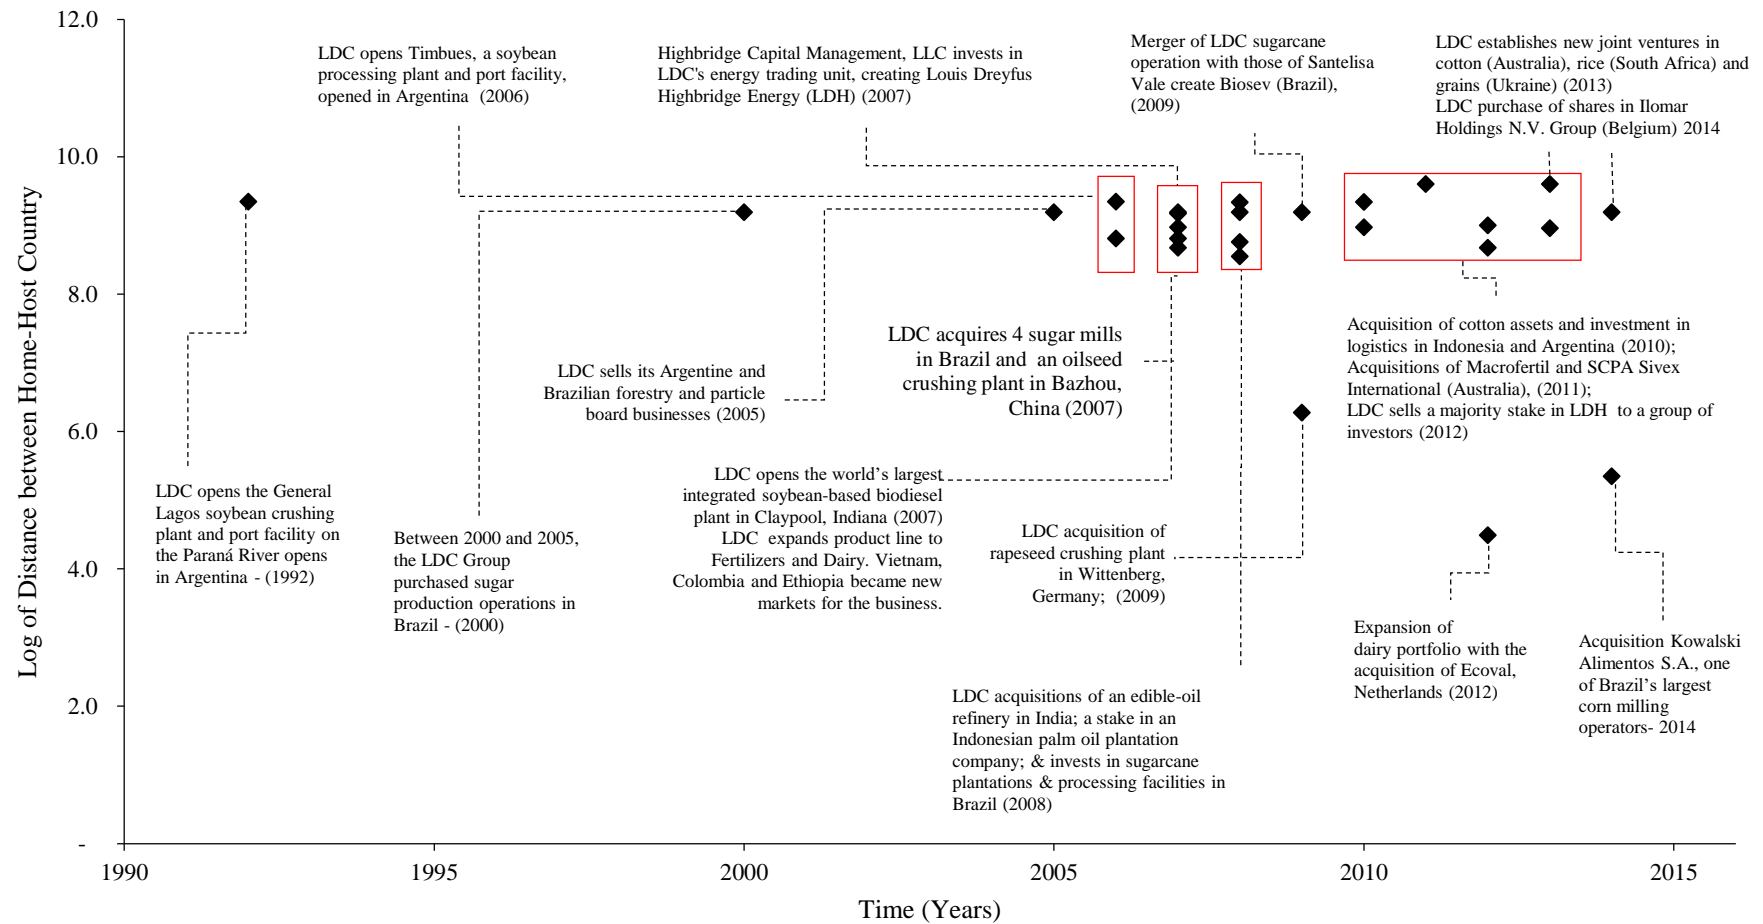 12.0
10.0
8.0
6.0
4.0
2.0
-
Log of Distance between Home-Host Country
LDC opens Timbues, a soybean
processing plant and port facility,
opened in Argentina (2006)
Highbridge Capital Management, LLC invests in
LDC's energy trading unit, creating Louis Dreyfus
Highbridge Energy (LDH) (2007)
Merger of LDC sugarcane
operation with those of Santelisa
Vale create Biosev (Brazil),
(2009)
LDC establishes new joint ventures in
cotton (Australia), rice (South Africa) and
grains (Ukraine) (2013)
LDC purchase of shares in Ilomar
Holdings N.V. Group (Belgium) 2014
LDC acquires 4 sugar mills
in Brazil and an oilseed
crushing plant in Bazhou,
China (2007)
Acquisition of cotton assets and investment in
logistics in Indonesia and Argentina (2010);
Acquisitions of Macrofertil and SCPA Sivex
International (Australia), (2011);
LDC sells a majority stake in LDH to a group of
investors (2012)
LDC sells its Argentine and
Brazilian forestry and particle
board businesses (2005)
LDC opens the General
Lagos soybean crushing
plant and port facility on
the Paraná River opens
in Argentina - (1992)
Between 2000 and 2005,
the LDC Group
purchased sugar
production operations in
Brazil - (2000)
LDC opens the world’s largest
integrated soybean-based biodiesel
plant in Claypool, Indiana (2007)
LDC expands product line to
Fertilizers and Dairy. Vietnam,
Colombia and Ethiopia became new
markets for the business.
LDC acquisition of
rapeseed crushing plant
in Wittenberg,
Germany; (2009)
LDC acquisitions of an edible-oil
refinery in India; a stake in an
Indonesian palm oil plantation
company; & invests in sugarcane
plantations & processing facilities in
Brazil (2008)
Expansion of
dairy portfolio with the
acquisition of Ecoval,
Netherlands (2012)
Acquisition Kowalski
Alimentos S.A., one
of Brazil’s largest
corn milling
operators- 2014
1990
1995
2000
2005
2010
2015
Time (Years)